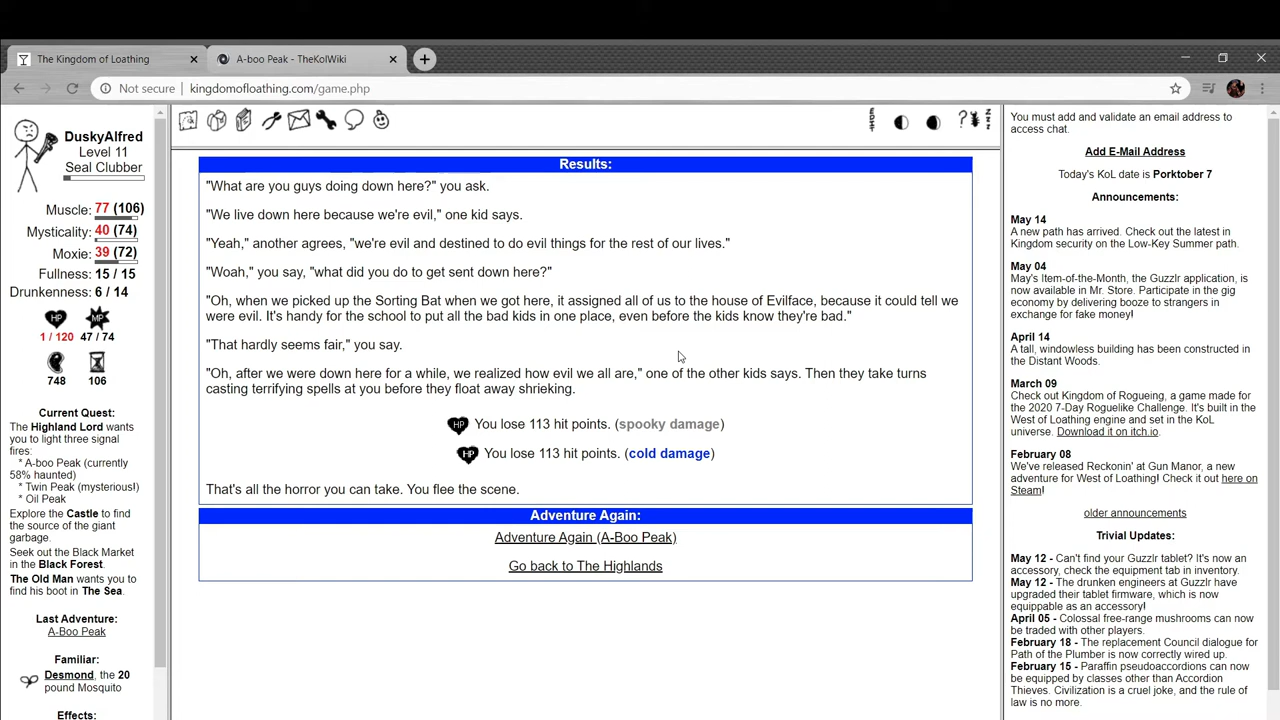 The Kingdom of Loathing
A-boo Peak - TheKolWiki
Not secure | kingdomofloathing.com/game.php
DuskyAlfred
Level 11
Seal Clubber
Muscle: 77 (106)
Mysticality: 40 (74)
Moxie: 39 (72)
Fullness: 15 / 15
Drunkenness: 6 / 14
HP
MP
1 / 120
47 / 74
748
106
Current Quest:
The Highland Lord
wants you to light three signal
fires:
* A-boo Peak (currently
58% haunted)
* Twin Peak (mysterious!)
* Oil Peak
Explore the Castle to find
the source of the giant
garbage.
Seek out the Black Market
in the Black Forest.
The Old Man wants you to
find his boot in The Sea.
Last Adventure:
A-Boo Peak
Familiar:
Desmond, the 20
pound Mosquito
Effects:
EDIT
?
Z z z
Results:
"What are you guys doing down here?" you ask.
"We live down here because we're evil," one kid says.
"Yeah," another agrees, "we're evil and destined to do evil things for the rest of our lives."
"Woah," you say, "what did you do to get sent down here?"
"Oh, when we picked up the Sorting Bat when we got here, it assigned all of us to the house of Evilface, because it could tell we
were evil. It's handy for the school to put all the bad kids in one place, even before the kids know they're bad."
"That hardly seems fair," you say.
"Oh, after we were down here for a while, we realized how evil we all are," one of the other kids says. Then they take turns
casting terrifying spells at you before they float away shrieking.
HP You lose 113 hit points. (spooky damage)
HP You lose 113 hit points. (cold damage)
That's all the horror you can take. You flee the scene.
Adventure Again:
Adventure Again (A-Boo Peak)
Go back to The Highlands
You must add and validate an email address to
access chat.
Add E-Mail Address
Today's KoL date is Porktober 7
Announcements:
May 14
A new path has arrived. Check out the latest in
Kingdom security on the Low-Key Summer path.
May 04
May's Item-of-the-Month, the Guzzlr application, is
now available in Mr. Store. Participate in the gig
economy by delivering booze to strangers in
exchange for fake money!
April 14
A tall, windowless building has been constructed in
the Distant Woods.
March 09
Check out Kingdom of Rogueing, a game made for
the 2020 7-Day Roguelike Challenge. It's built in the
West of Loathing engine and set in the KoL
universe. Download it on itch.io.
February 08
We've released Reckonin' at Gun Manor, a new
adventure for West of Loathing! Check it out here on
Steam!
older announcements
Trivial Updates:
May 12 - Can't find your Guzzlr tablet? It's now an
accessory, check the equipment tab in inventory.
May 12 - The drunken engineers at Guzzlr have
upgraded their tablet firmware, which is now
equippable as an accessory!
April 05 - Colossal free-range mushrooms can now
be traded with other players.
February 18 - The replacement Council dialogue for
Path of the Plumber is now correctly wired up.
February 15 - Paraffin pseudoaccordions can now
be equipped by classes other than Accordion
Thieves. Civilization is a cruel joke, and the rule of
law is no more.